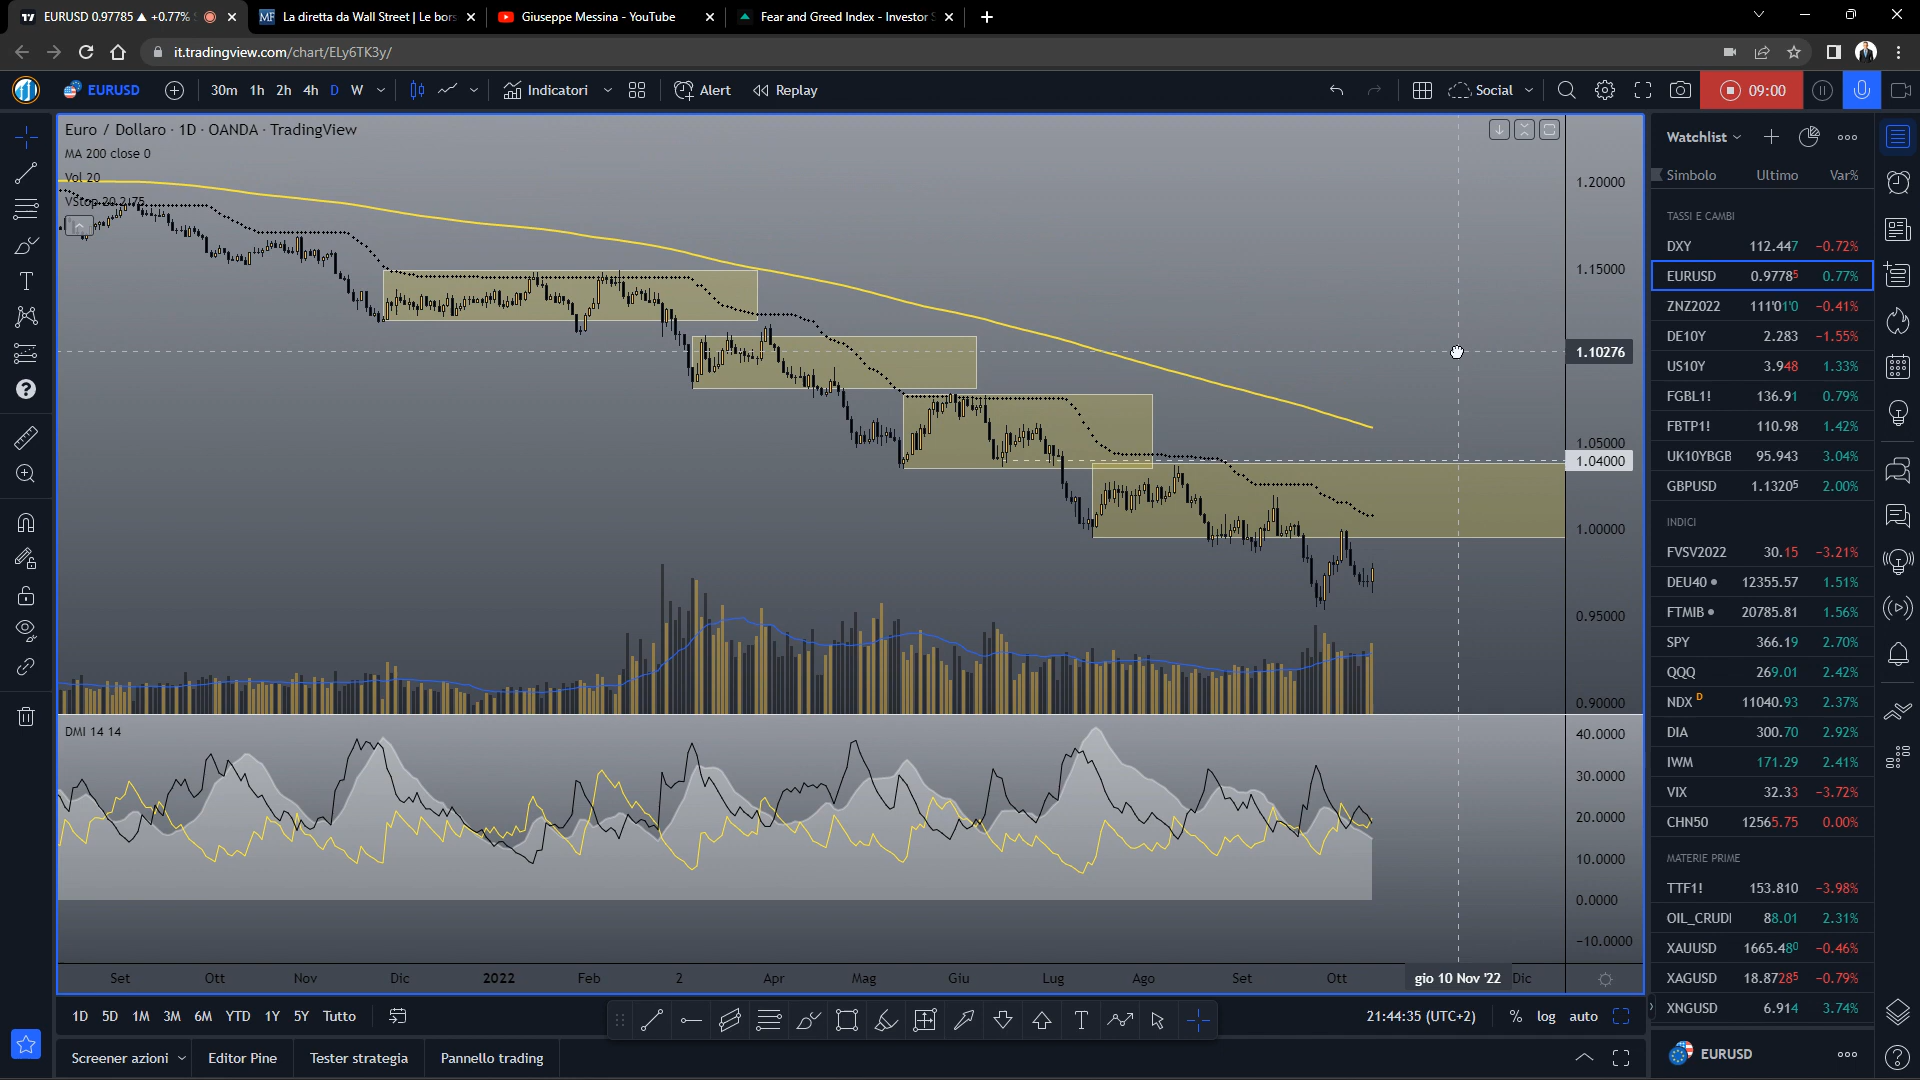 EURUSD 0.97785 ▲ +0.77%
La diretta da Wall Street | Le bors
Giuseppe Messina - YouTube
Fear and Greed Index - Investor S
it.tradingview.com/chart/ELy6TK3y/
EURUSD
30m 1h 2h 4h D W
Indicatori
Alert
Replay
Social
09:00
Euro / Dollaro · 1D · OANDA · TradingView
MA 200 close 0
Vol 20
VStop 20 2.75
1.20000
1.15000
1.10276
1.05000
1.04000
1.00000
0.95000
0.90000
DMI 14 14
40.0000
30.0000
20.0000
10.0000
0.0000
−10.0000
Set Ott Nov Dic 2022 Feb 2 Apr Mag Giu Lug Ago Set Ott gio 10 Nov '22 Dic
1D 5D 1M 3M 6M YTD 1Y 5Y Tutto
21:44:35 (UTC+2) % log auto
Screener azioni Editor Pine Tester strategia Pannello trading
Watchlist
Simbolo Ultimo Var%
TASSI E CAMBI
DXY 112.447 −0.72%
EURUSD 0.97785 0.77%
ZNZ2022 111'01'0 −0.41%
DE10Y 2.283 −1.55%
US10Y 3.948 1.33%
FGBL1! 136.91 0.79%
FBTP1! 110.98 1.42%
UK10YBGB 95.943 3.04%
GBPUSD 1.13205 2.00%
INDICI
FVSV2022 30.15 −3.21%
DEU40 12355.57 1.51%
FTMIB 20785.81 1.56%
SPY 366.19 2.70%
QQQ 269.01 2.42%
NDX D 11040.93 2.37%
DIA 300.70 2.92%
IWM 171.29 2.41%
VIX 32.33 −3.72%
CHN50 12565.75 0.00%
MATERIE PRIME
TTF1! 153.810 −3.98%
OIL_CRUDI 88.01 2.31%
XAUUSD 1665.480 −0.46%
XAGUSD 18.87285 −0.79%
XNGUSD 6.914 3.74%
EURUSD